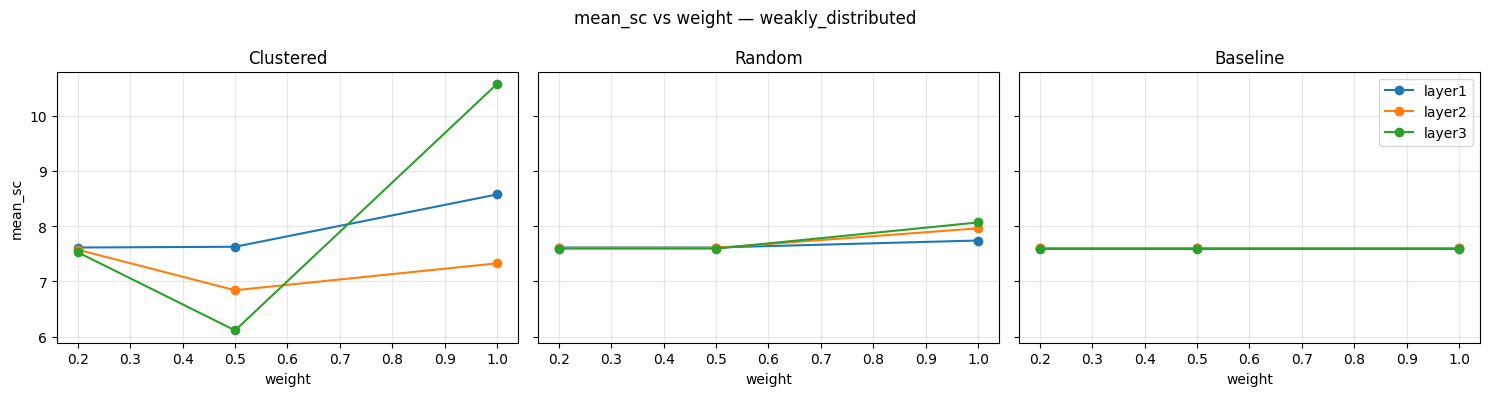 mean_sc vs weight — weakly_distributed
Clustered
Random
Baseline
mean_sc
10
9
8
7
6
0.2 0.3 0.4 0.5 0.6 0.7 0.8 0.9 1.0
weight
0.2 0.3 0.4 0.5 0.6 0.7 0.8 0.9 1.0
weight
layer1
layer2
layer3
0.2 0.3 0.4 0.5 0.6 0.7 0.8 0.9 1.0
weight